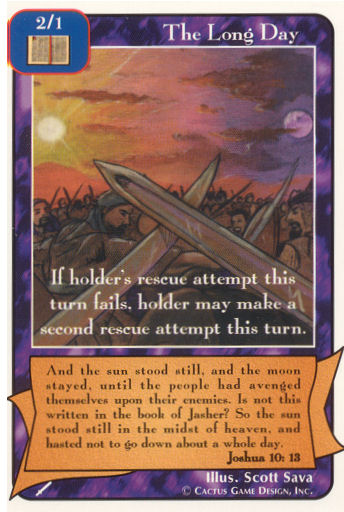 2/1
The Long Day
If holder's rescue attempt this
turn fails, holder may make a
second rescue attempt this turn.
And the sun stood still, and the moon
stayed, until the people had avenged
themselves upon their enemies. Is not this
written in the book of Jasher? So the sun
stood still in the midst of heaven, and
hasted not to go down about a whole day.
Joshua 10: 13
Illus. Scott Sava
© Cactus Game Design, Inc.